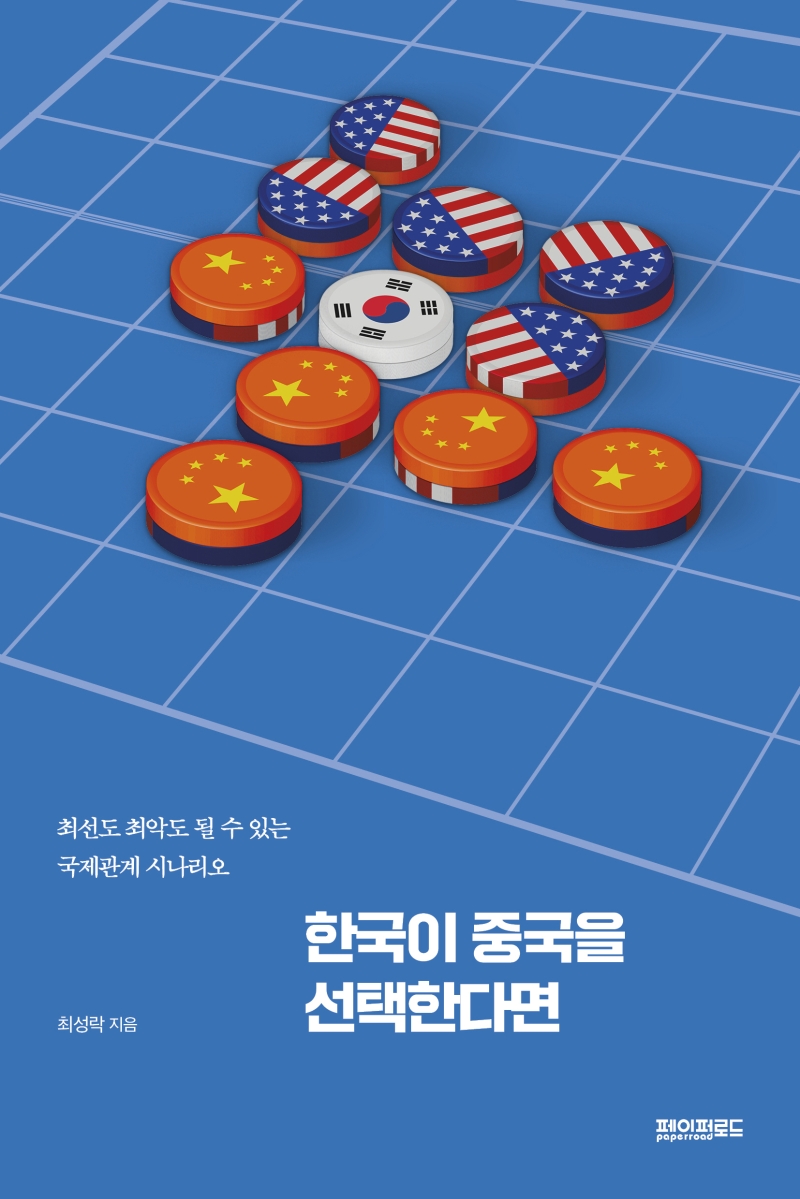 최선도 최악도 될 수 있는
국제관계 시나리오
한국이 중국을
선택한다면
최성락 지음
페이퍼로드
paperroad